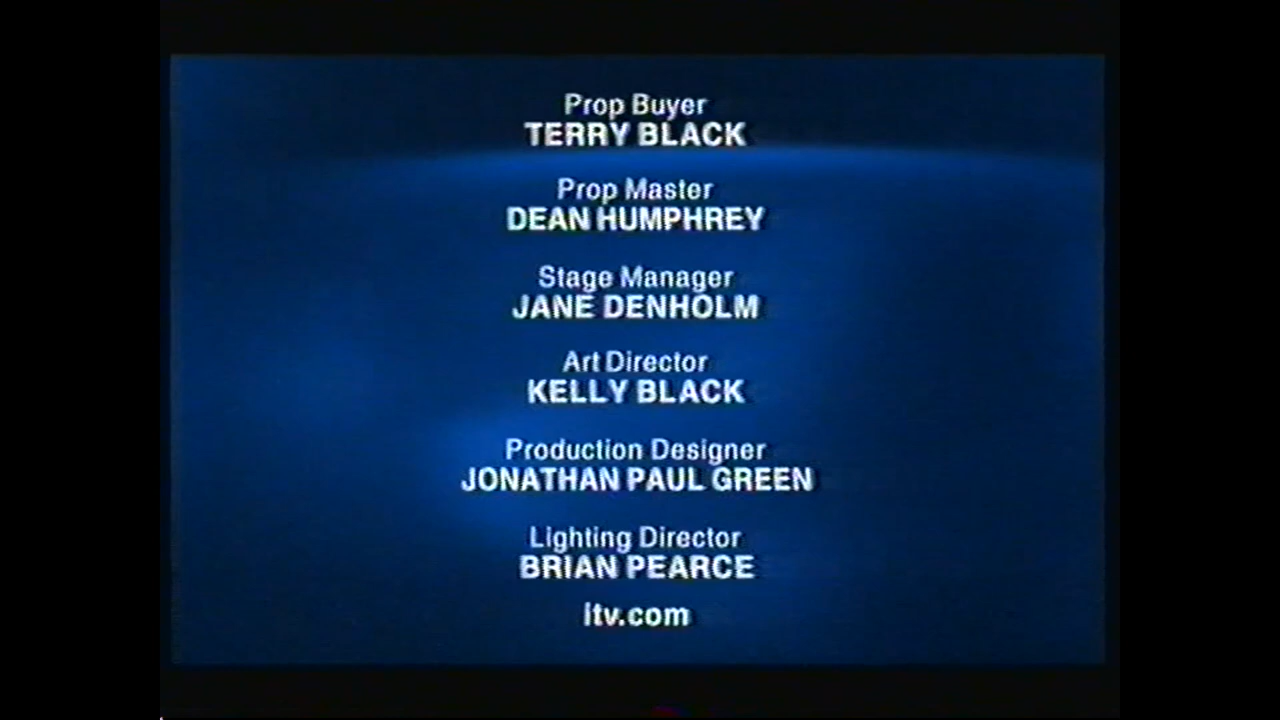 Prop Buyer
TERRY BLACK
Prop Master
DEAN HUMPHREY
Stage Manager
JANE DENHOLM
Art Director
KELLY BLACK
Production Designer
JONATHAN PAUL GREEN
Lighting Director
BRIAN PEARCE
itv.com